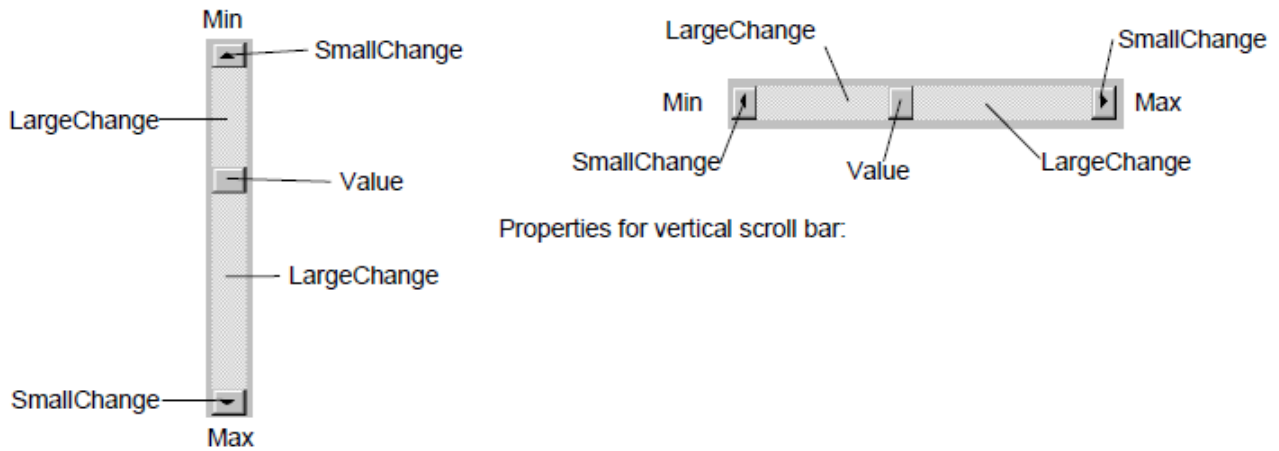 Min
SmallChange
LargeChange
Value
LargeChange
SmallChange
Max
LargeChange
SmallChange
Min
Max
SmallChange
Value
LargeChange
Properties for vertical scroll bar: